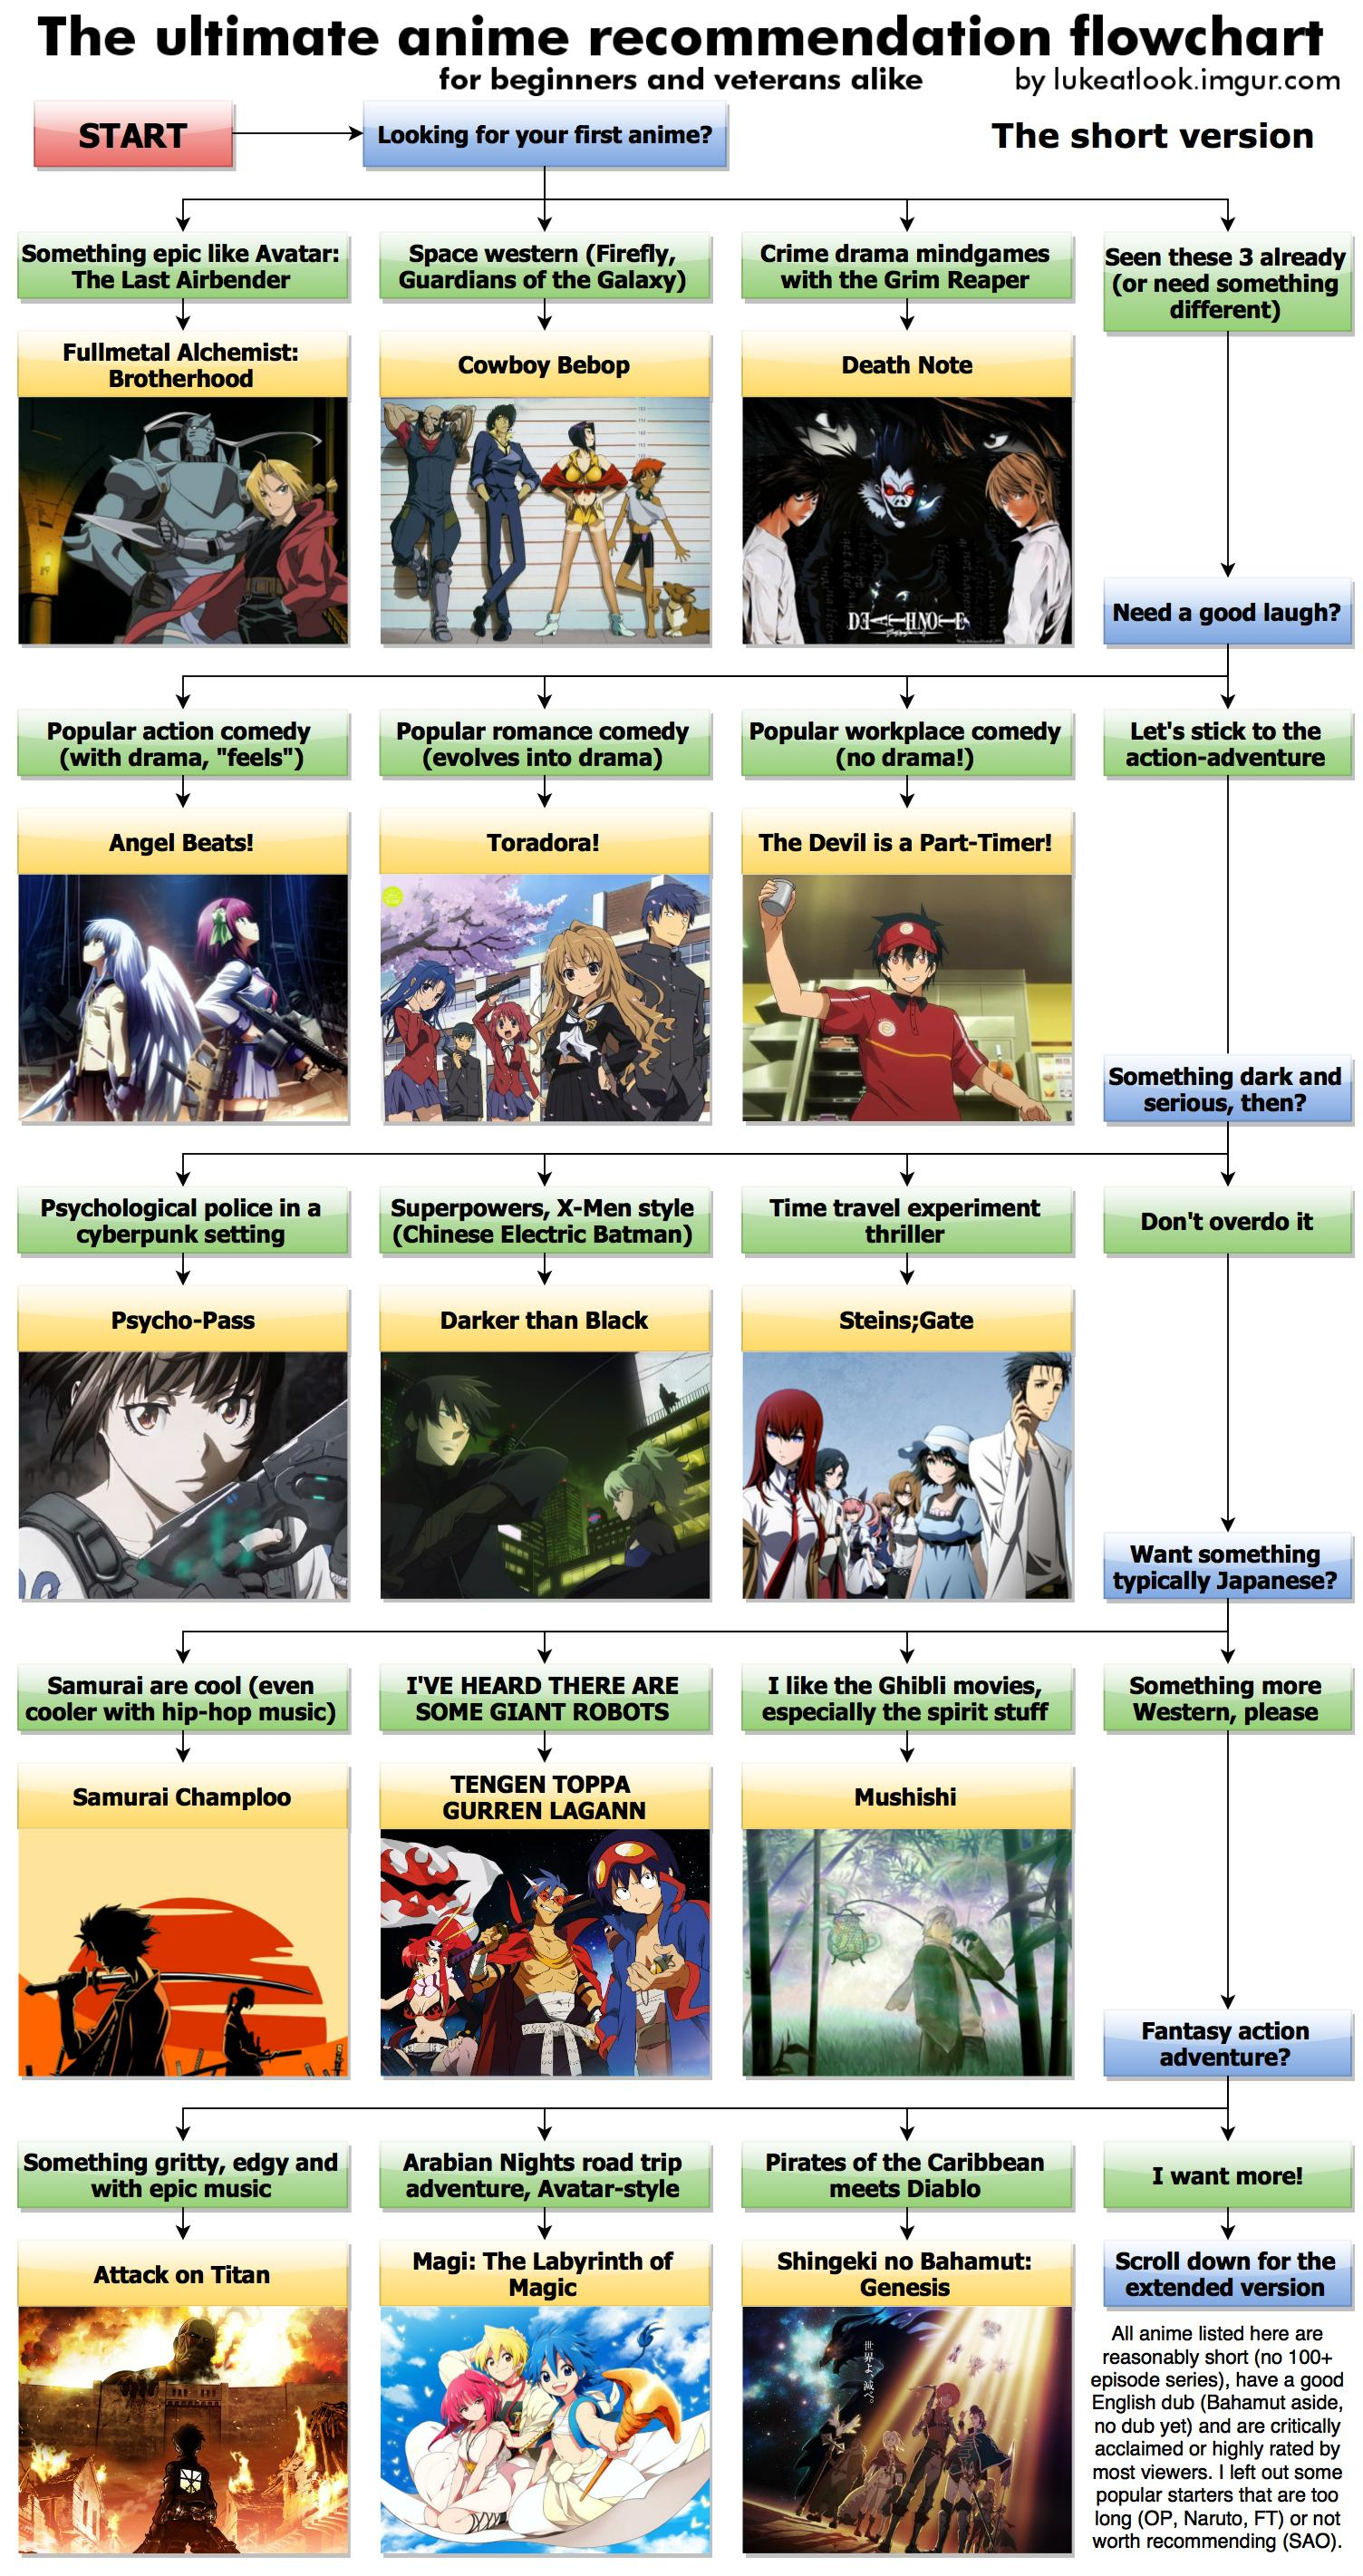 The ultimate anime recommendation flowchart
for beginners and veterans alike
by lukeatlook.imgur.com
START
Looking for your first anime?
The short version
Something epic like Avatar:
The Last Airbender
Space western (Firefly,
Guardians of the Galaxy)
Crime drama mindgames
with the Grim Reaper
Seen these 3 already
(or need something
different)
Fullmetal Alchemist:
Brotherhood
Cowboy Bebop
Death Note
Need a good laugh?
Popular action comedy
(with drama, "feels")
Popular romance comedy
(evolves into drama)
Popular workplace comedy
(no drama!)
Let's stick to the
action-adventure
Angel Beats!
Toradora!
The Devil is a Part-Timer!
Something dark and
serious, then?
Psychological police in a
cyberpunk setting
Superpowers, X-Men style
(Chinese Electric Batman)
Time travel experiment
thriller
Don't overdo it
Psycho-Pass
Darker than Black
Steins;Gate
Want something
typically Japanese?
Samurai are cool (even
cooler with hip-hop music)
I'VE HEARD THERE ARE
SOME GIANT ROBOTS
I like the Ghibli movies,
especially the spirit stuff
Something more
Western, please
Samurai Champloo
TENGEN TOPPA
GURREN LAGANN
Mushishi
Fantasy action
adventure?
Something gritty, edgy and
with epic music
Arabian Nights road trip
adventure, Avatar-style
Pirates of the Caribbean
meets Diablo
I want more!
Attack on Titan
Magi: The Labyrinth of
Magic
Shingeki no Bahamut:
Genesis
Scroll down for the
extended version
世界よ、滅べ。
All anime listed here are
reasonably short (no 100+
episode series), have a good
English dub (Bahamut aside,
no dub yet) and are critically
acclaimed or highly rated by
most viewers. I left out some
popular starters that are too
long (OP, Naruto, FT) or not
worth recommending (SAO).